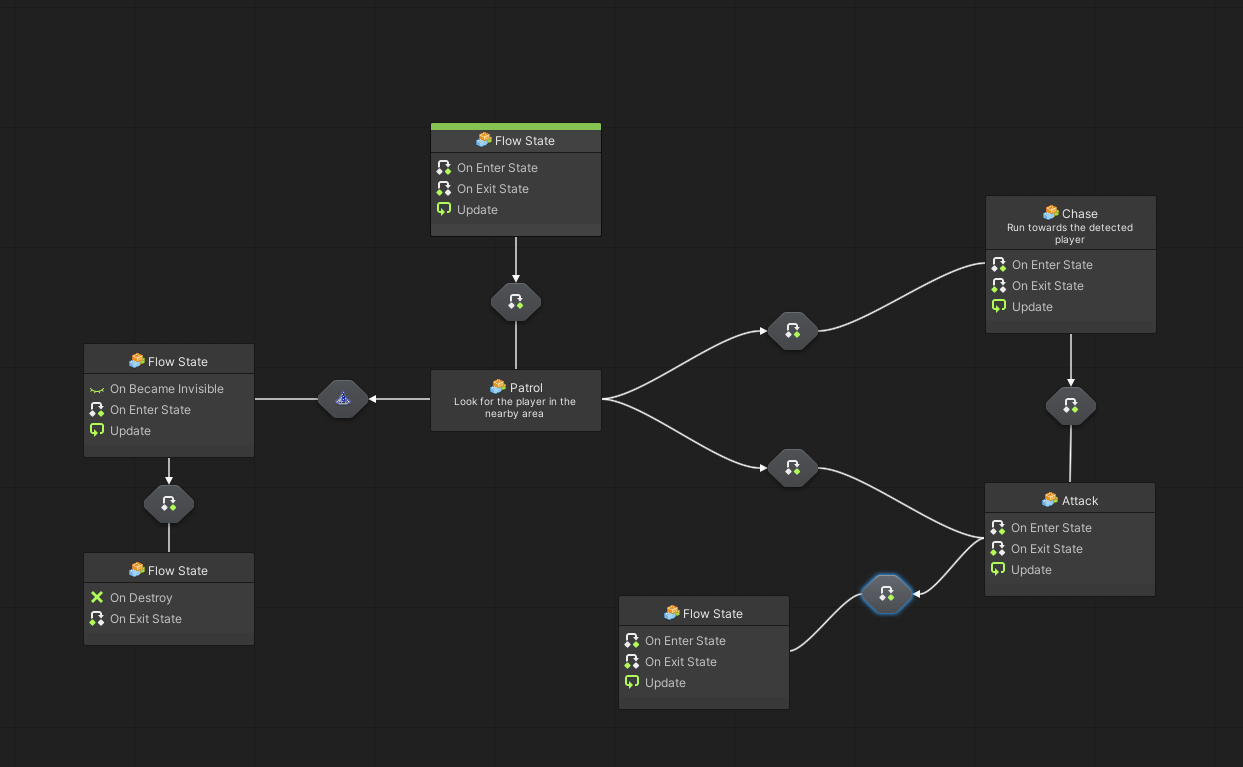 Flow State
On Enter State
On Exit State
Update
Chase
Run towards the detected
player
On Enter State
On Exit State
Update
Flow State
On Became Invisible
On Enter State
Update
Patrol
Look for the player in the
nearby area
Attack
On Enter State
On Exit State
Update
Flow State
On Destroy
On Exit State
Flow State
On Enter State
On Exit State
Update